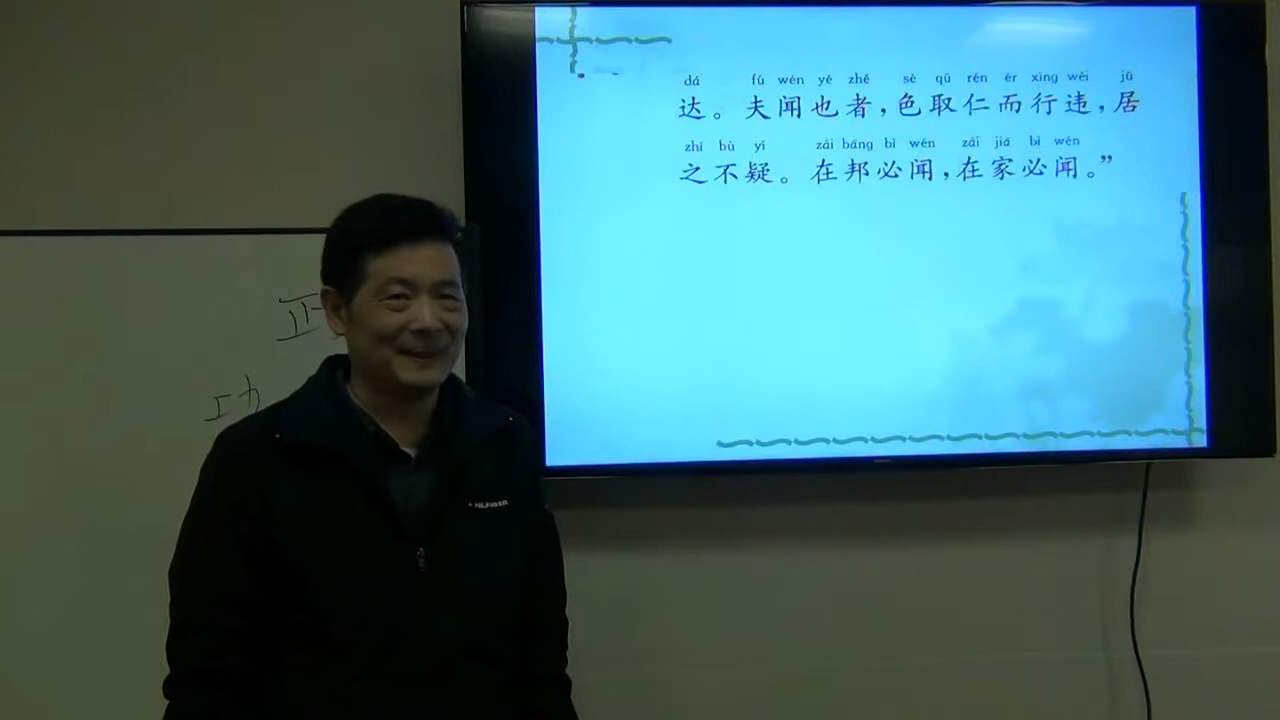 dá fú wén yě zhě sè qǔ rén ér xíng wéi jū
达。夫闻也者,色取仁而行违,居
zhī bù yí zài bāng bì wén zài jiā bì wén
之不疑。在邦必闻,在家必闻。”
正
功
HILFIGER